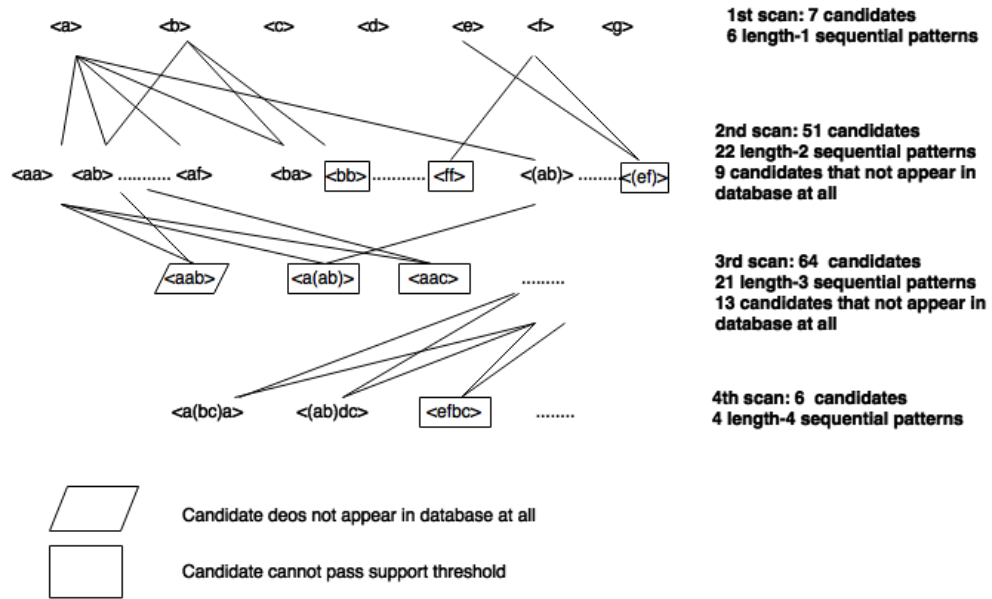 <a> <b> <c> <d> <e> <f> <g>
1st scan: 7 candidates
6 length-1 sequential patterns
<aa> <ab> ........... <af> <ba> <bb> ............ <ff> <(ab)> ......... <(ef)>
2nd scan: 51 candidates
22 length-2 sequential patterns
9 candidates that not appear in
database at all
<aab> <a(ab)> <aac> .........
3rd scan: 64 candidates
21 length-3 sequential patterns
13 candidates that not appear in
database at all
<a(bc)a> <(ab)dc> <efbc> ........
4th scan: 6 candidates
4 length-4 sequential patterns
Candidate deos not appear in database at all
Candidate cannot pass support threshold